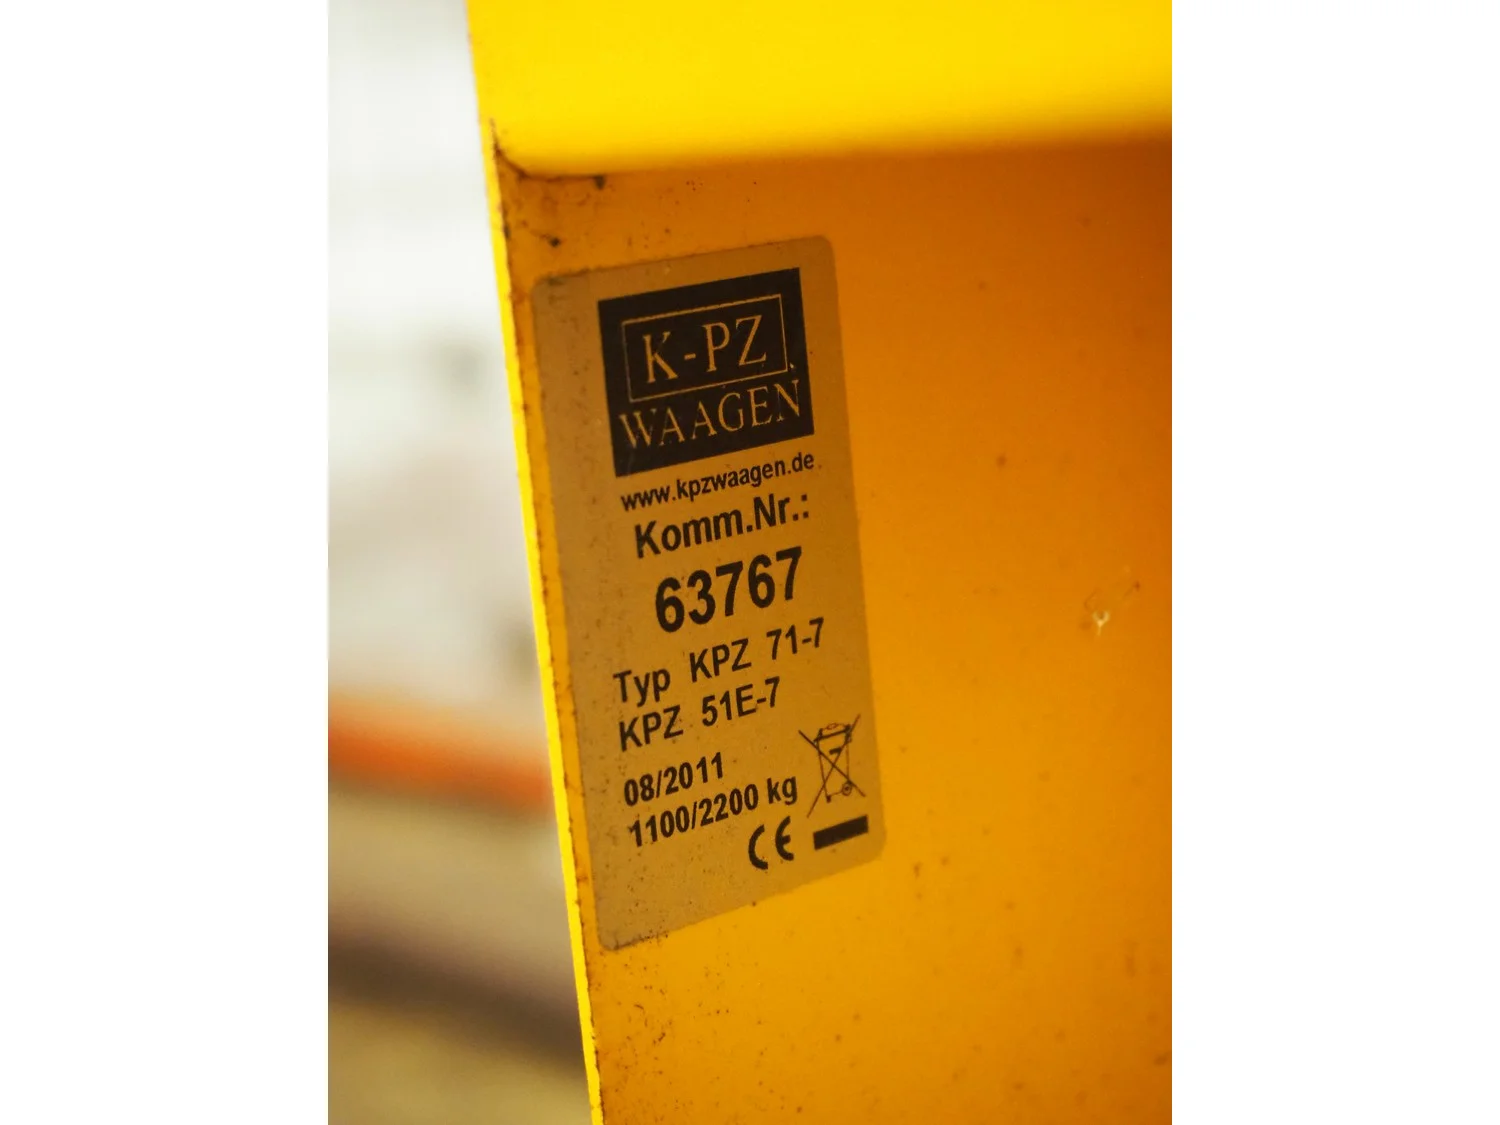 K-PZ
WAAGEN
www.kpzwaagen.de
Komm.Nr.:
63767
Typ KPZ 71-7
KPZ 51E-7
08/2011
1100/2200 kg
CE